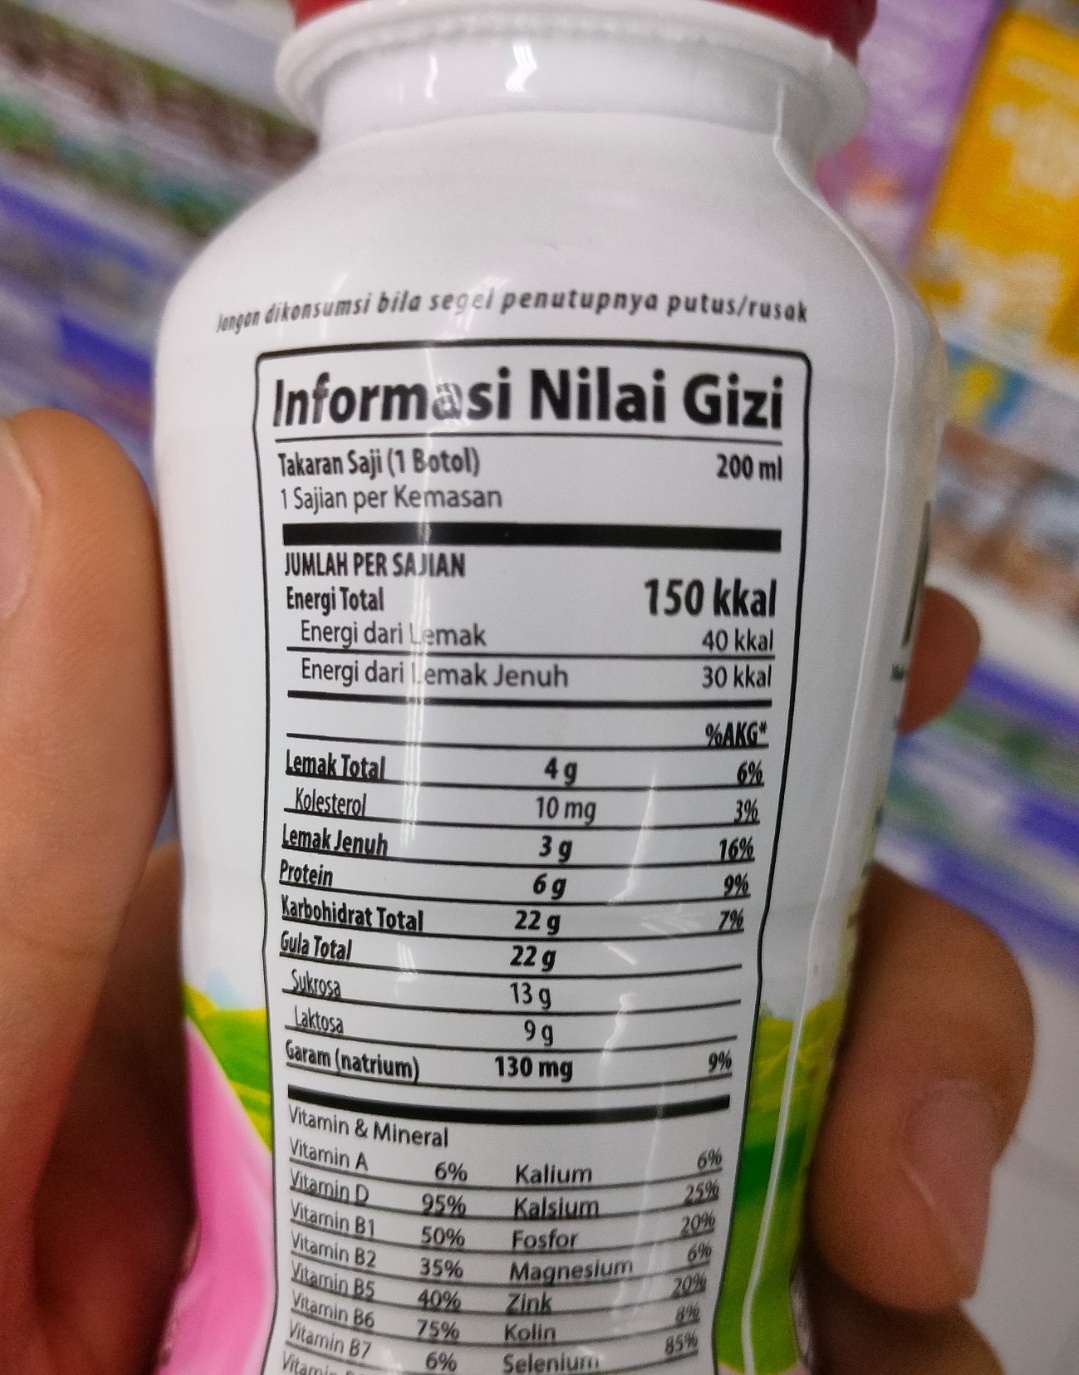 Jangan dikonsumsi bila segel penutupnya putus/rusak
Informasi Nilai Gizi
Takaran Saji (1 Botol) 200 ml
1 Sajian per Kemasan
JUMLAH PER SAJIAN
Energi Total 150 kkal
Energi dari Lemak 40 kkal
Energi dari Lemak Jenuh 30 kkal
%AKG*
Lemak Total 4 g 6%
Kolesterol 10 mg 3%
Lemak Jenuh 3 g 16%
Protein 6 g 9%
Karbohidrat Total 22 g 7%
Gula Total 22 g
Sukrosa 13 g
Laktosa 9 g
Garam (natrium) 130 mg 9%
Vitamin & Mineral
Vitamin A 6% Kalium 6%
Vitamin D 95% Kalsium 25%
Vitamin B1 50% Fosfor 20%
Vitamin B2 35% Magnesium 6%
Vitamin B5 40% Zink 20%
Vitamin B6 75% Kolin 8%
Vitamin B7 6% Selenium 85%